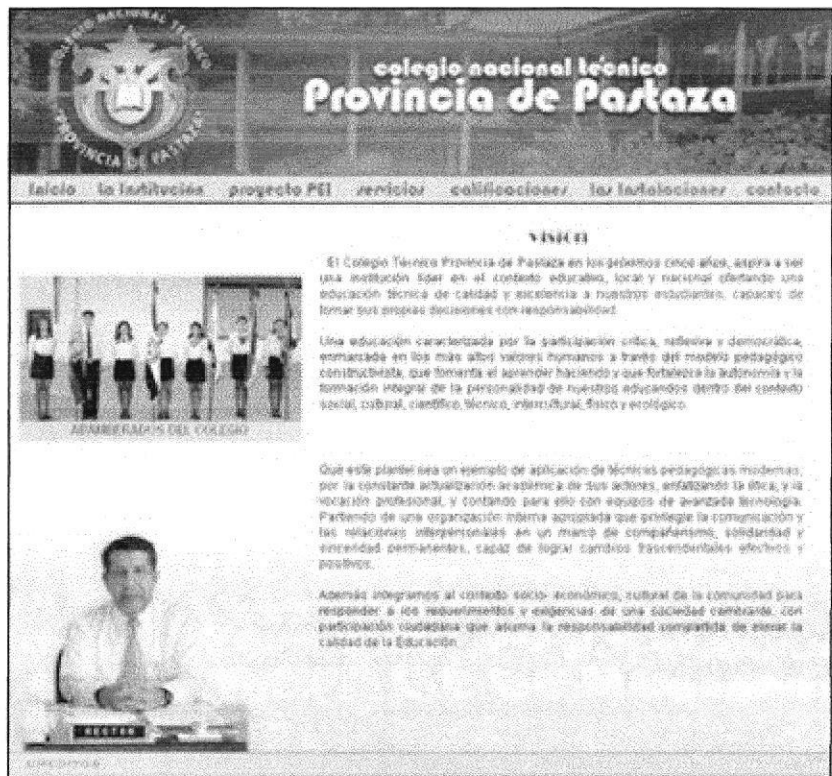 COLEGIO NACIONAL TÉCNICO
"PROVINCIA DE PASTAZA"
colegio nacional técnico
Provincia de Pastaza
Inicio la Institución proyecto PEI servicios calificaciones las Instalaciones contacto
VISION
El Colegio Técnico Provincia de Pastaza en los próximos cinco años, aspira a ser
una institución líder en el contexto educativo, local y nacional ofertando una
educación técnica de calidad y excelencia a nuestros estudiantes, capaces de
tomar sus propias decisiones con responsabilidad.
Una educación caracterizada por la participación crítica, reflexiva y democrática,
enmarcada en los más altos valores humanos a través del modelo pedagógico
constructivista, que fomenta el aprender haciendo y que fortalezca la autonomía y la
formación integral de la personalidad de nuestros educandos dentro del contexto
social, cultural, científico, técnico, intercultural, físico y ecológico.
ABANDERADOS DEL COLEGIO
Que este plantel sea un ejemplo de aplicación de técnicas pedagógicas modernas,
por la constante actualización académica de sus actores, enfatizando la ética, y la
vocación profesional, y contando para ello con equipos de avanzada tecnología.
Partiendo de una organización interna apropiada que privilegie la comunicación y
las relaciones interpersonales en un marco de compañerismo, solidaridad y
sinceridad permanentes, capaz de lograr cambios trascendentales efectivos y
positivos.
Además integramos al contexto socio- económico, cultural de la comunidad para
responder a los requerimientos y exigencias de una sociedad cambiante, con
participación ciudadana que asuma la responsabilidad compartida de elevar la
calidad de la Educación
RECTOR